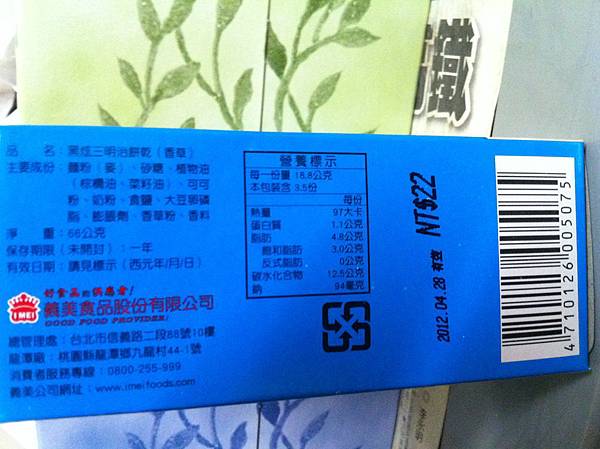 品　名：黑炫三明治餅乾（香草）
主要成份：麵粉（麥）、砂糖、植物油
（棕櫚油、菜籽油）、可可
粉、奶粉、食鹽、大豆卵磷
脂、膨脹劑、香草粉、香料
淨　重：66公克
保存期限（未開封）：一年
有效日期：請見標示（西元年/月/日）
好食品的供應者！
I MEI
義美食品股份有限公司
GOOD FOOD PROVIDER!
總管理處：台北市信義路二段88號10樓
龍潭廠：桃園縣龍潭鄉九龍村44-1號
消費者服務專線：0800-255-999
義美公司網址：www.imeifoods.com
營養標示
每一份量 18.8公克
本包裝含 3.5份
每份
熱量 97大卡
蛋白質 1.1公克
脂肪 4.8公克
飽和脂肪 3.0公克
反式脂肪 0公克
碳水化合物 12.5公克
鈉 94毫克
NT$22
2012.04.28 有效
4710126005075